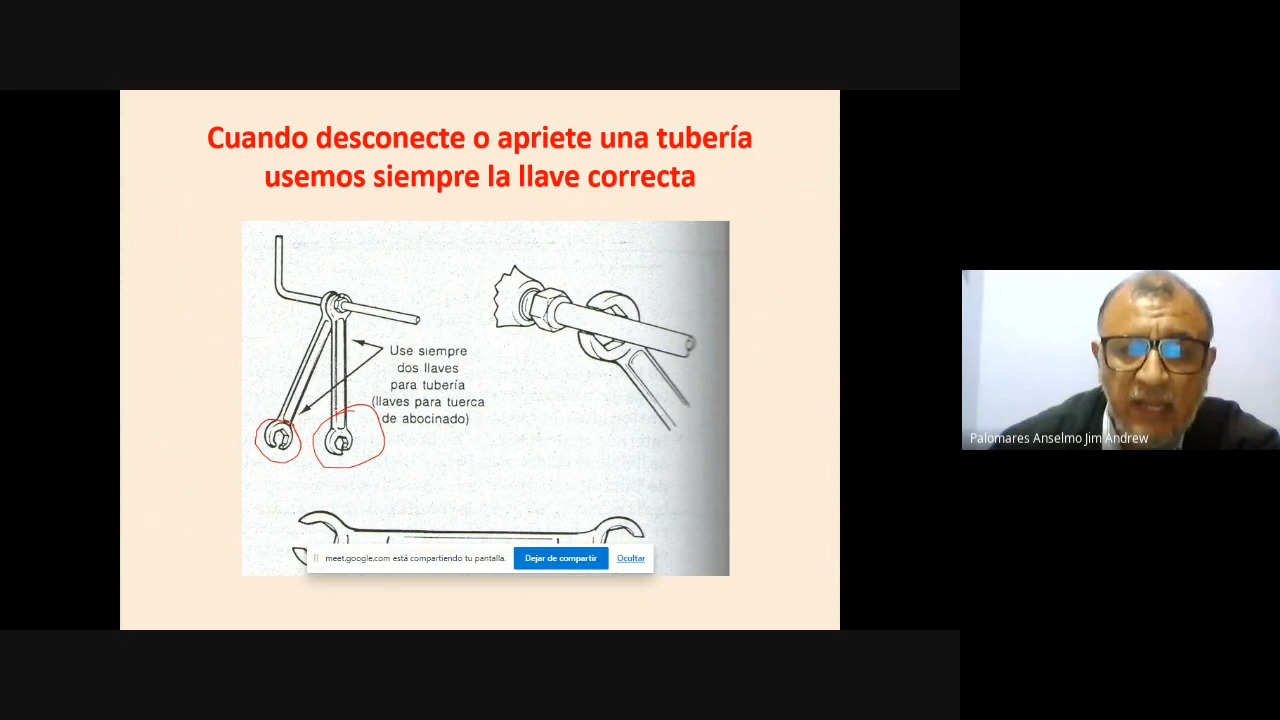 Cuando desconecte o apriete una tubería
usemos siempre la llave correcta
Use siempre
dos llaves
para tubería
(llaves para tuerca
de abocinado)
meet.google.com está compartiendo tu pantalla.
Dejar de compartir
Ocultar
Palomares Anselmo Jim Andrew